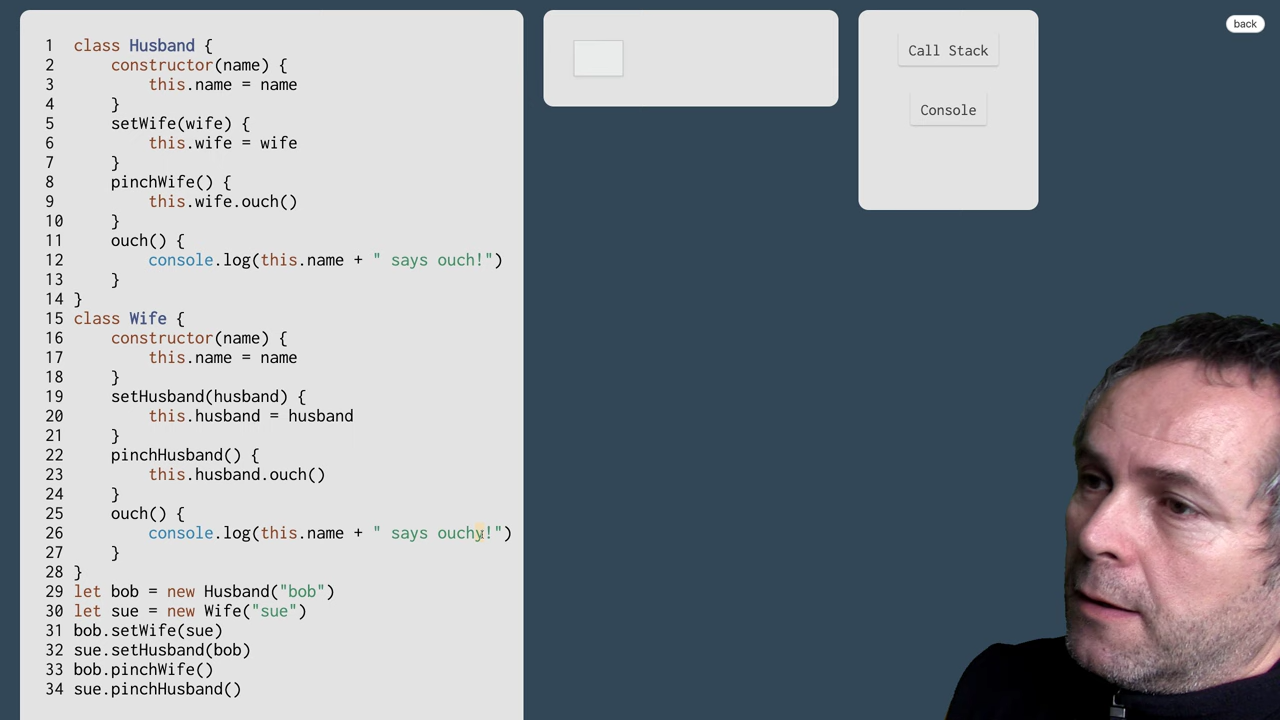 1 class Husband {
2 constructor(name) {
3 this.name = name
4 }
5 setWife(wife) {
6 this.wife = wife
7 }
8 pinchWife() {
9 this.wife.ouch()
10 }
11 ouch() {
12 console.log(this.name + " says ouch!")
13 }
14 }
15 class Wife {
16 constructor(name) {
17 this.name = name
18 }
19 setHusband(husband) {
20 this.husband = husband
21 }
22 pinchHusband() {
23 this.husband.ouch()
24 }
25 ouch() {
26 console.log(this.name + " says ouchy!")
27 }
28 }
29 let bob = new Husband("bob")
30 let sue = new Wife("sue")
31 bob.setWife(sue)
32 sue.setHusband(bob)
33 bob.pinchWife()
34 sue.pinchHusband()
Call Stack
Console
back